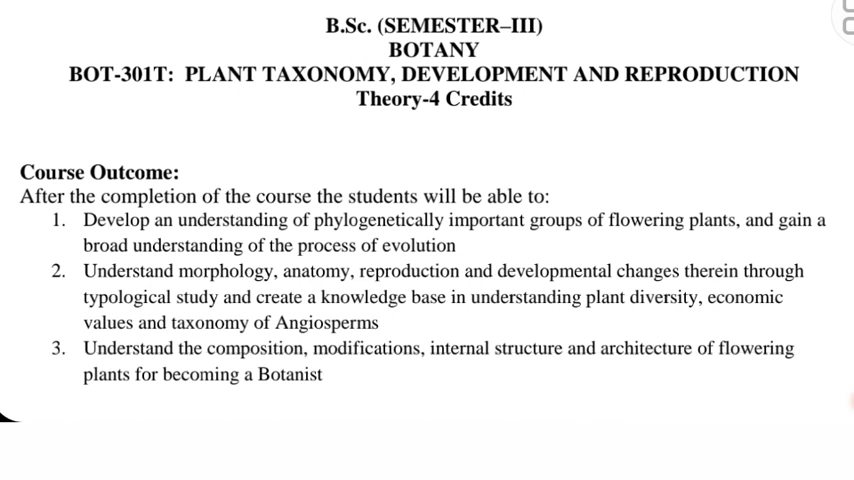 B.Sc. (SEMESTER–III)
BOTANY
BOT-301T: PLANT TAXONOMY, DEVELOPMENT AND REPRODUCTION
Theory-4 Credits
Course Outcome:
After the completion of the course the students will be able to:
1. Develop an understanding of phylogenetically important groups of flowering plants, and gain a
broad understanding of the process of evolution
2. Understand morphology, anatomy, reproduction and developmental changes therein through
typological study and create a knowledge base in understanding plant diversity, economic
values and taxonomy of Angiosperms
3. Understand the composition, modifications, internal structure and architecture of flowering
plants for becoming a Botanist